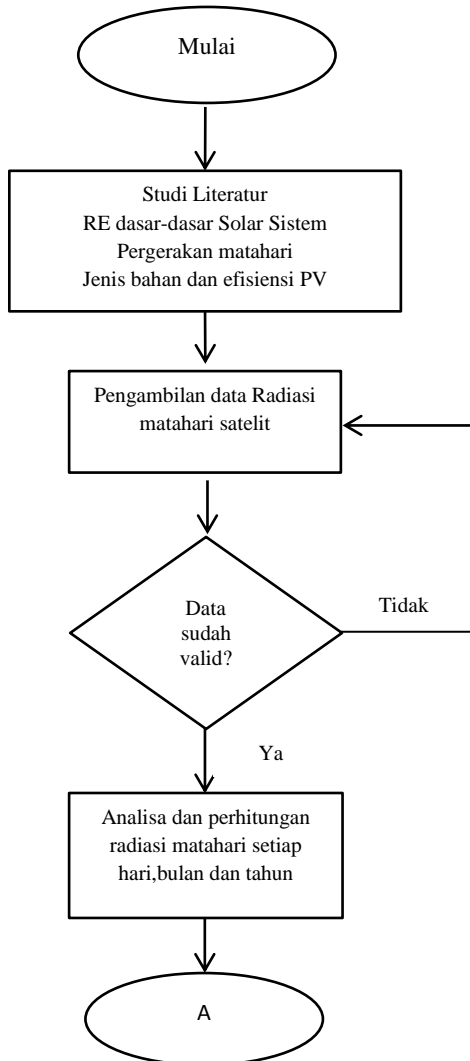 Mulai
Studi Literatur
RE dasar-dasar Solar Sistem
Pergerakan matahari
Jenis bahan dan efisiensi PV
Pengambilan data Radiasi
matahari satelit
Data
sudah
valid?
Tidak
Ya
Analisa dan perhitungan
radiasi matahari setiap
hari,bulan dan tahun
A